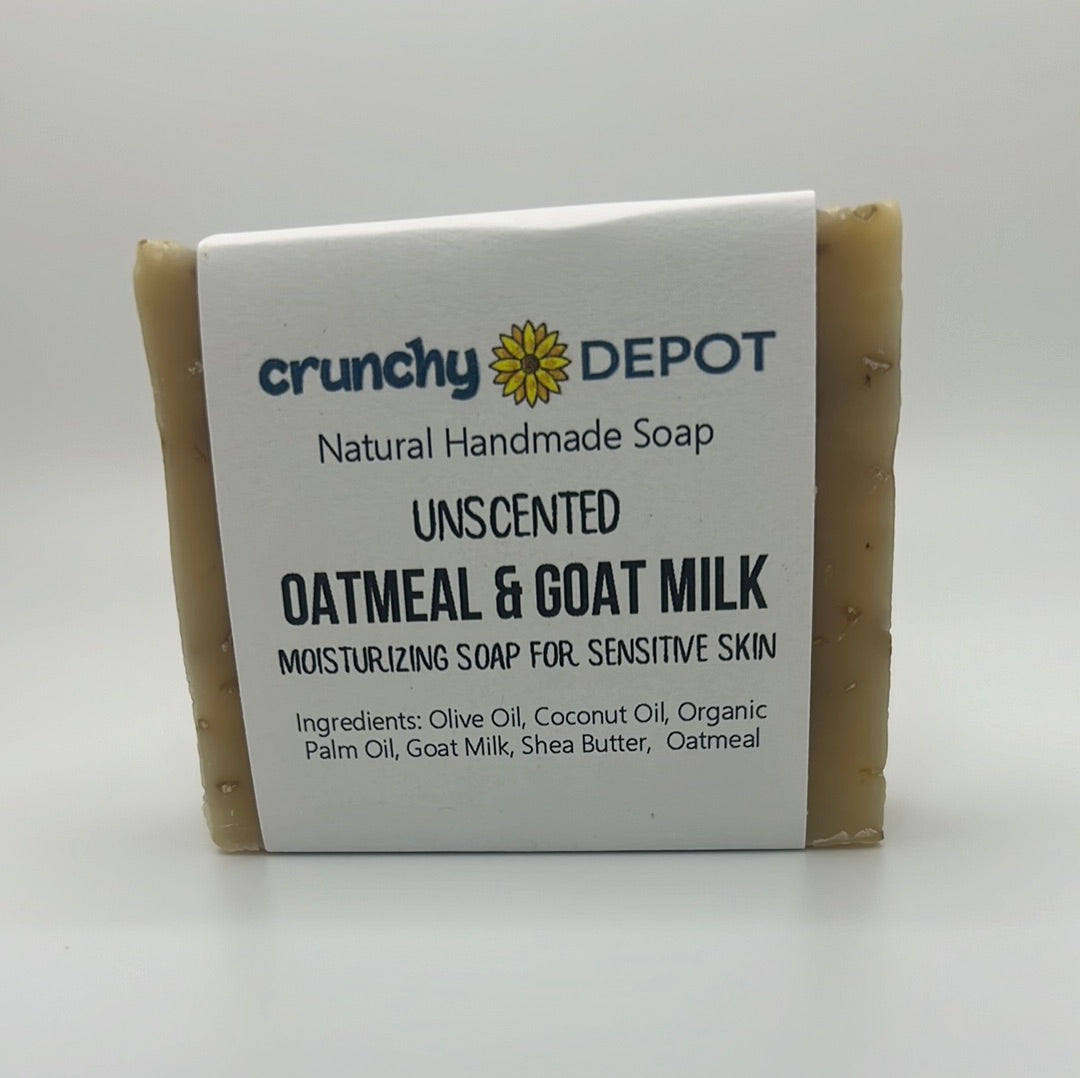 crunchy DEPOT
Natural Handmade Soap
UNSCENTED
OATMEAL & GOAT MILK
MOISTURIZING SOAP FOR SENSITIVE SKIN
Ingredients: Olive Oil, Coconut Oil, Organic
Palm Oil, Goat Milk, Shea Butter, Oatmeal